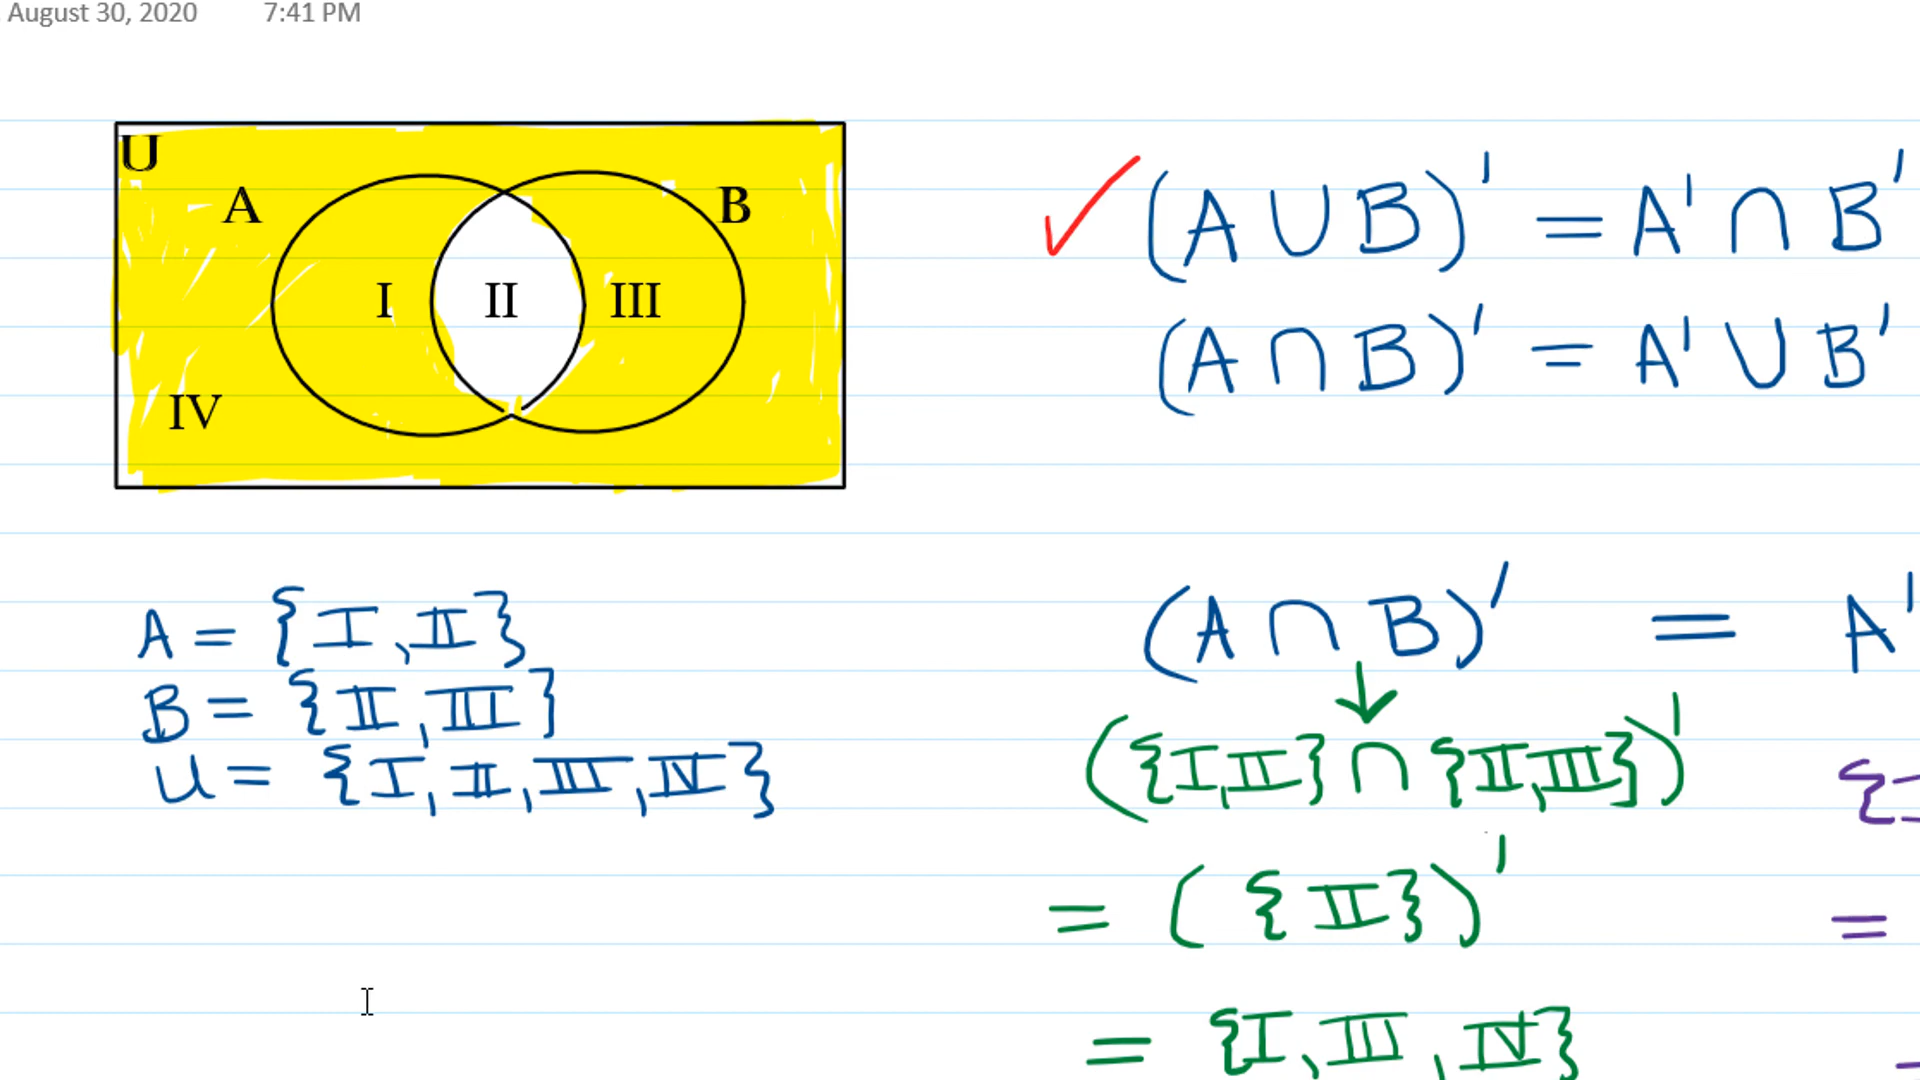 August 30, 2020 7:41 PM
U
A
B
I II III
IV
(A ∪ B)' = A' ∩ B'
(A ∩ B)' = A' ∪ B'
A = {I, II}
B = {II, III}
U = {I, II, III, IV}
(A ∩ B)' = A'
({I, II} ∩ {II, III})' {
= ({II})' =
= {I, III, IV}